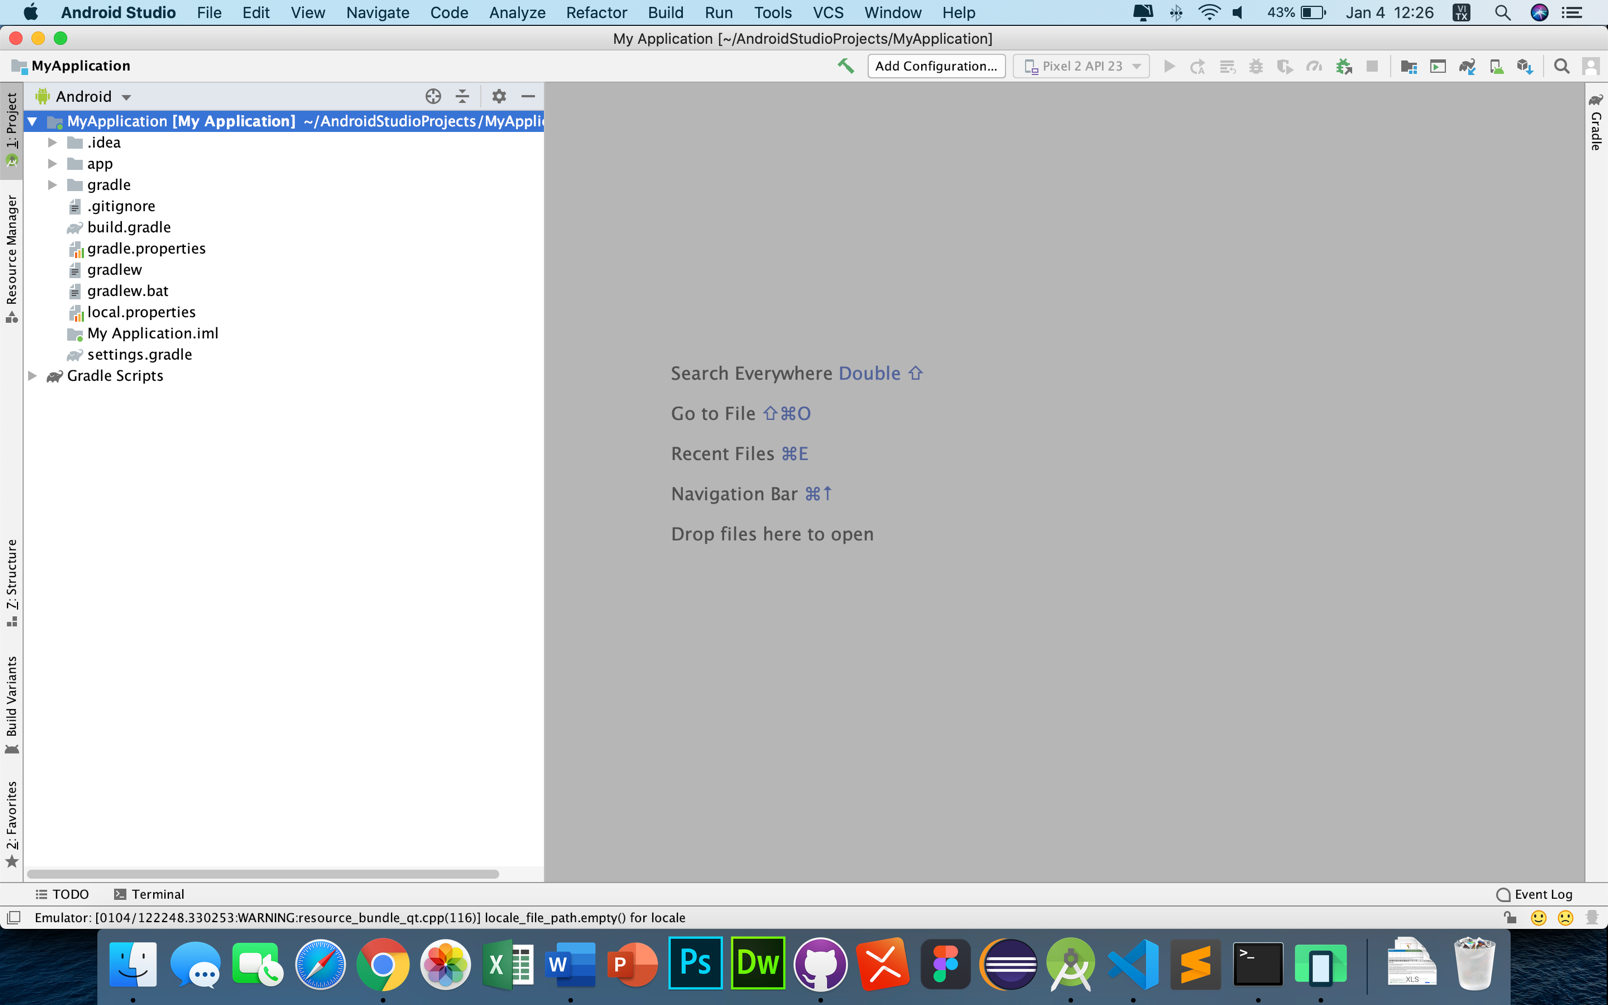 Android Studio File Edit View Navigate Code Analyze Refactor Build Run Tools VCS Window Help 43% Jan 4 12:26 VI TX
My Application [~/AndroidStudioProjects/MyApplication]
MyApplication Add Configuration... Pixel 2 API 23
1: Project
Resource Manager
Z: Structure
Build Variants
2: Favorites
Android
MyApplication [My Application] ~/AndroidStudioProjects/MyAppli
.idea
app
gradle
.gitignore
build.gradle
gradle.properties
gradlew
gradlew.bat
local.properties
My Application.iml
settings.gradle
Gradle Scripts
Search Everywhere Double ⇧
Go to File ⇧⌘O
Recent Files ⌘E
Navigation Bar ⌘↑
Drop files here to open
Gradle
TODO Terminal Event Log
Emulator: [0104/122248.330253:WARNING:resource_bundle_qt.cpp(116)] locale_file_path.empty() for locale
X W P Ps Dw >_ XLS